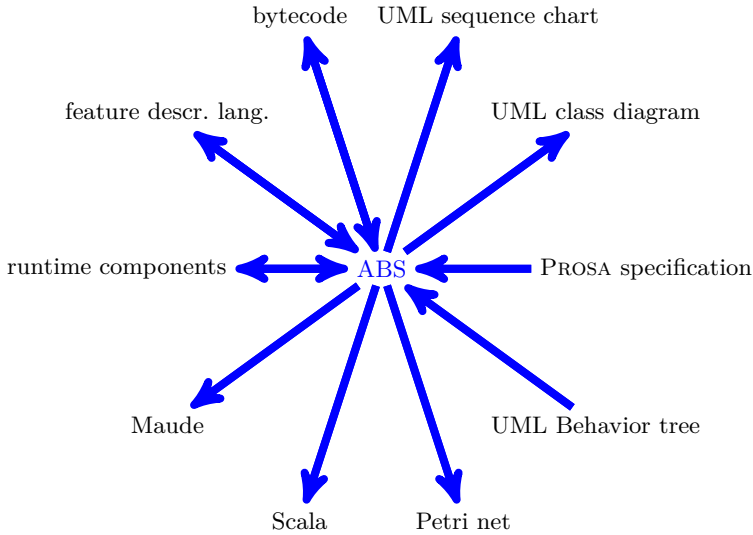 bytecode
UML sequence chart
feature descr. lang.
UML class diagram
runtime components
ABS
PROSA specification
Maude
UML Behavior tree
Scala
Petri net